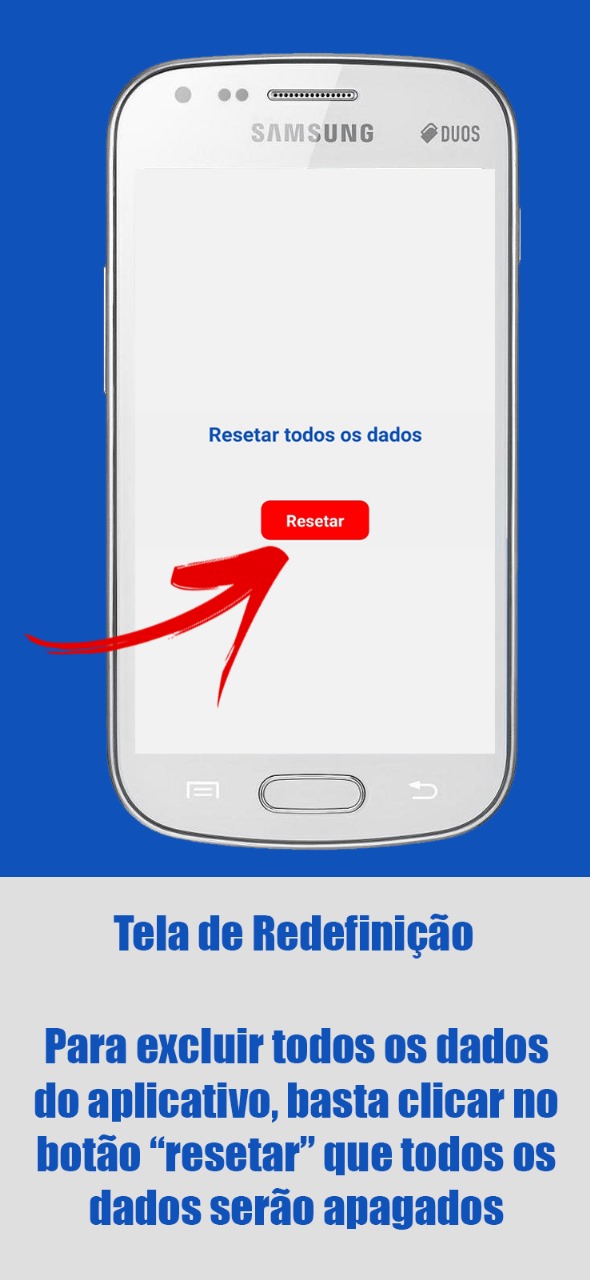 SAMSUNG
DUOS
Resetar todos os dados
Resetar
Tela de Redefinição
Para excluir todos os dados
do aplicativo, basta clicar no
botão “resetar” que todos os
dados serão apagados